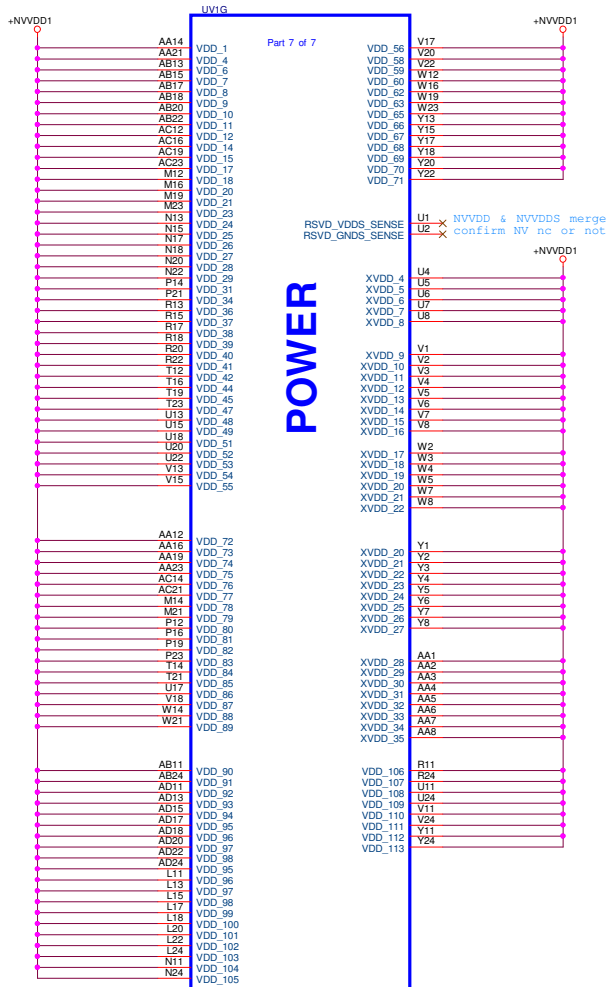 UV1G
+NVVDD1
Part 7 of 7
AA14 VDD_1
AA21 VDD_4
AB13 VDD_6
AB15 VDD_7
AB17 VDD_8
AB18 VDD_9
AB20 VDD_10
AB22 VDD_11
AC12 VDD_12
AC16 VDD_14
AC19 VDD_15
AC23 VDD_17
M12 VDD_18
M16 VDD_20
M19 VDD_21
M23 VDD_23
N13 VDD_24
N15 VDD_25
N17 VDD_26
N18 VDD_27
N20 VDD_28
N22 VDD_29
P14 VDD_31
P21 VDD_34
R13 VDD_36
R15 VDD_37
R17 VDD_38
R18 VDD_39
R20 VDD_40
R22 VDD_41
T12 VDD_42
T16 VDD_44
T19 VDD_45
T23 VDD_47
U13 VDD_48
U15 VDD_49
U18 VDD_51
U20 VDD_52
U22 VDD_53
V13 VDD_54
V15 VDD_55
AA12 VDD_72
AA16 VDD_73
AA19 VDD_74
AA23 VDD_75
AC14 VDD_76
AC21 VDD_77
M14 VDD_78
M21 VDD_79
P12 VDD_80
P16 VDD_81
P19 VDD_82
P23 VDD_83
T14 VDD_84
T21 VDD_85
U17 VDD_86
V18 VDD_87
W14 VDD_88
W21 VDD_89
AB11 VDD_90
AB24 VDD_91
AD11 VDD_92
AD13 VDD_93
AD15 VDD_94
AD17 VDD_95
AD18 VDD_96
AD20 VDD_97
AD22 VDD_98
AD24 VDD_95
L11 VDD_96
L13 VDD_97
L15 VDD_98
L17 VDD_99
L18 VDD_100
L20 VDD_101
L22 VDD_102
L24 VDD_103
N11 VDD_104
N24 VDD_105
POWER
+NVVDD1
VDD_56 V17
VDD_58 V20
VDD_59 V22
VDD_60 W12
VDD_62 W16
VDD_63 W19
VDD_65 W23
VDD_66 Y13
VDD_67 Y15
VDD_68 Y17
VDD_69 Y18
VDD_70 Y20
VDD_71 Y22
RSVD_VDDS_SENSE U1 NVVDD & NVVDDS merge
RSVD_GNDS_SENSE U2 confirm NV nc or not
+NVVDD1
XVDD_4 U4
XVDD_5 U5
XVDD_6 U6
XVDD_7 U7
XVDD_8 U8
XVDD_9 V1
XVDD_10 V2
XVDD_11 V3
XVDD_12 V4
XVDD_13 V5
XVDD_14 V6
XVDD_15 V7
XVDD_16 V8
XVDD_17 W2
XVDD_18 W3
XVDD_19 W4
XVDD_20 W5
XVDD_21 W7
XVDD_22 W8
XVDD_20 Y1
XVDD_21 Y2
XVDD_22 Y3
XVDD_23 Y4
XVDD_24 Y5
XVDD_25 Y6
XVDD_26 Y7
XVDD_27 Y8
XVDD_28 AA1
XVDD_29 AA2
XVDD_30 AA3
XVDD_31 AA4
XVDD_32 AA5
XVDD_33 AA6
XVDD_34 AA7
XVDD_35 AA8
VDD_106 R11
VDD_107 R24
VDD_108 U11
VDD_109 U24
VDD_110 V11
VDD_111 V24
VDD_112 Y11
VDD_113 Y24